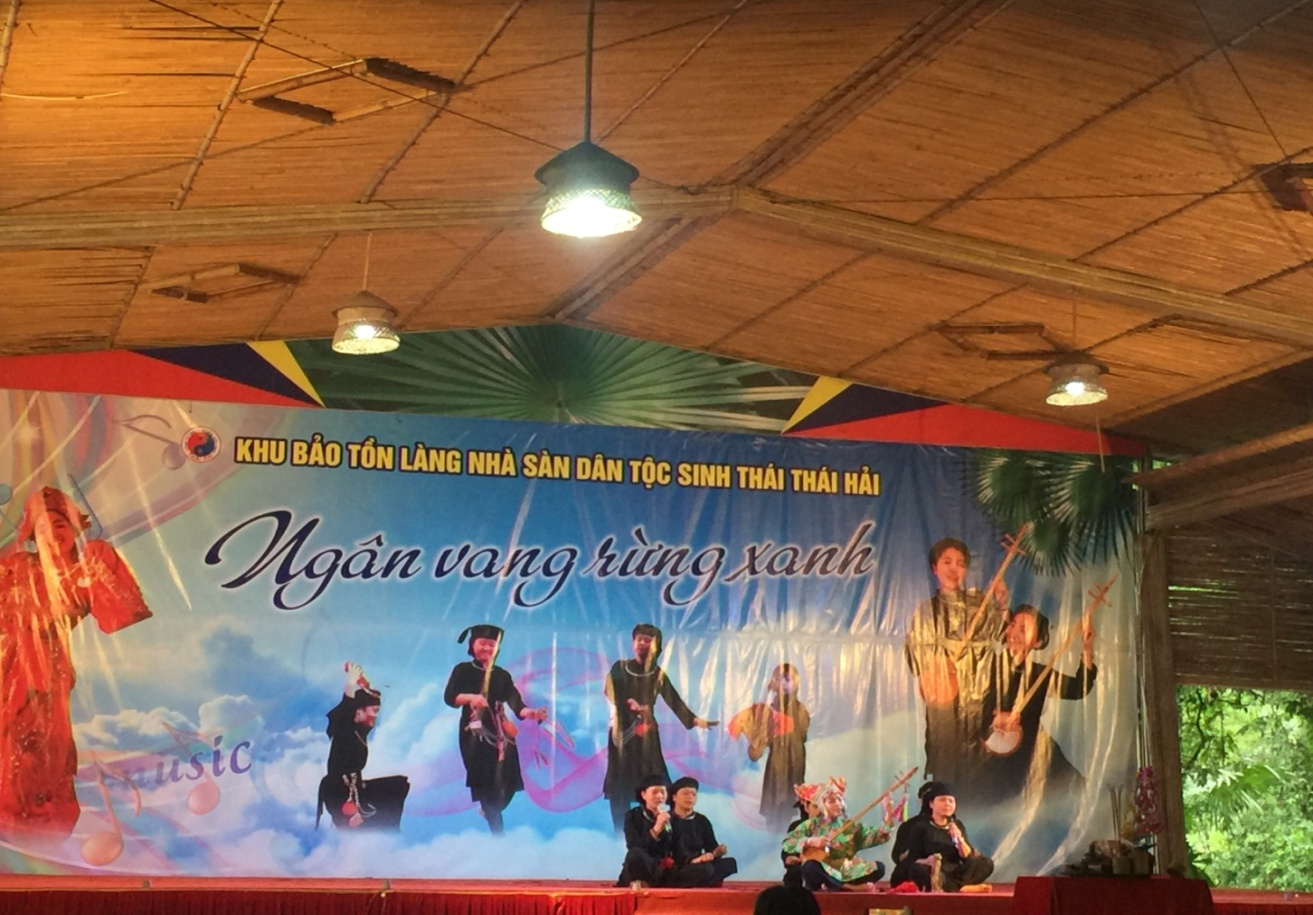 KHU BẢO TỒN LÀNG NHÀ SÀN DÂN TỘC SINH THÁI THÁI HẢI
Ngân vang rừng xanh
music